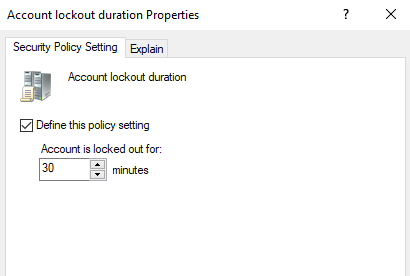 Account lockout duration Properties
?
Security Policy Setting
Explain
Account lockout duration
Define this policy setting
Account is locked out for:
30 minutes